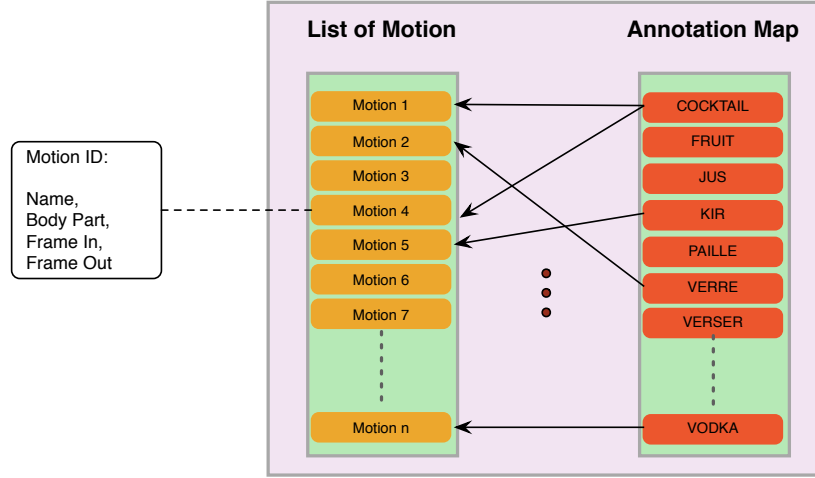 List of Motion
Annotation Map
Motion 1
Motion 2
Motion 3
Motion 4
Motion 5
Motion 6
Motion 7
Motion n
COCKTAIL
FRUIT
JUS
KIR
PAILLE
VERRE
VERSER
VODKA
Motion ID:
Name,
Body Part,
Frame In,
Frame Out